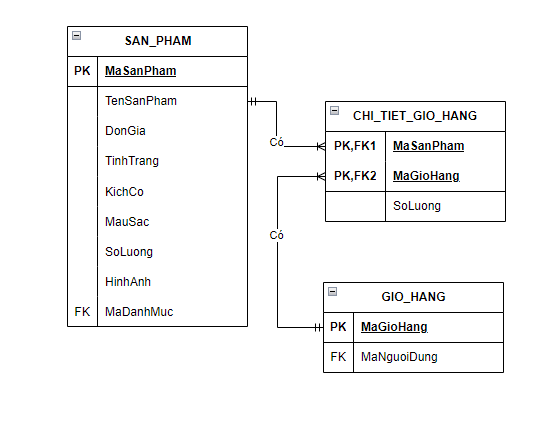 SAN_PHAM
PK MaSanPham
TenSanPham
DonGia
TinhTrang
KichCo
MauSac
SoLuong
HinhAnh
FK MaDanhMuc
Có
CHI_TIET_GIO_HANG
PK,FK1 MaSanPham
PK,FK2 MaGioHang
SoLuong
Có
GIO_HANG
PK MaGioHang
FK MaNguoiDung